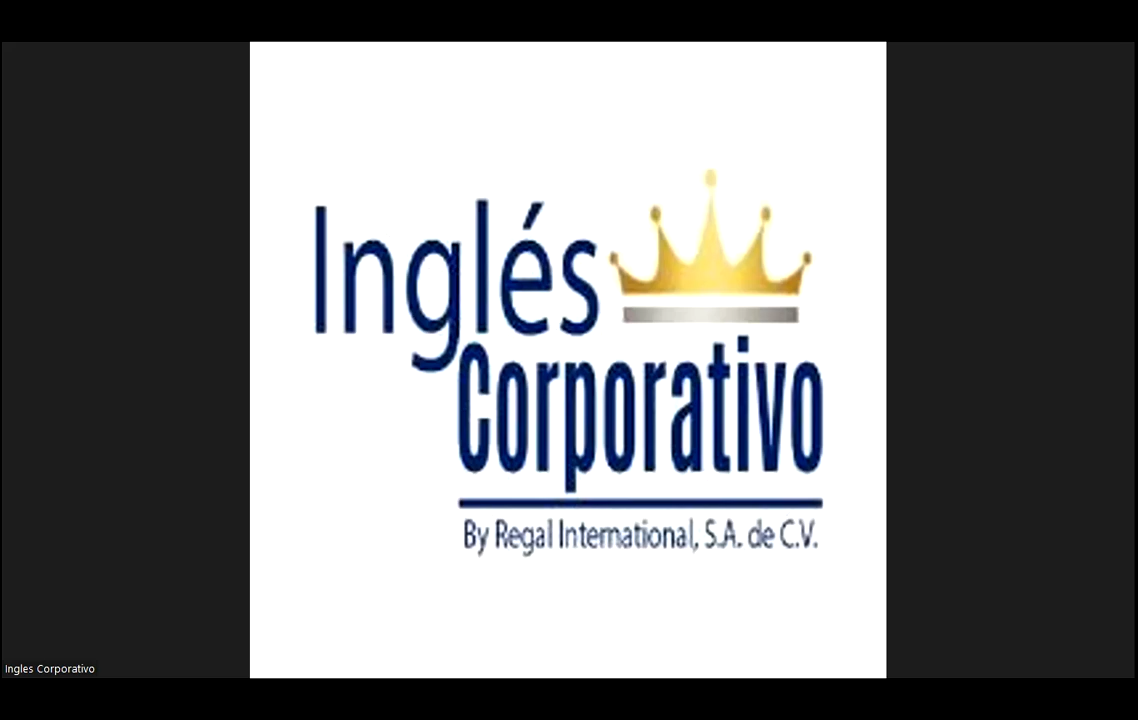 Inglés
Corporativo
By Regal International, S.A. de C.V.
Ingles Corporativo